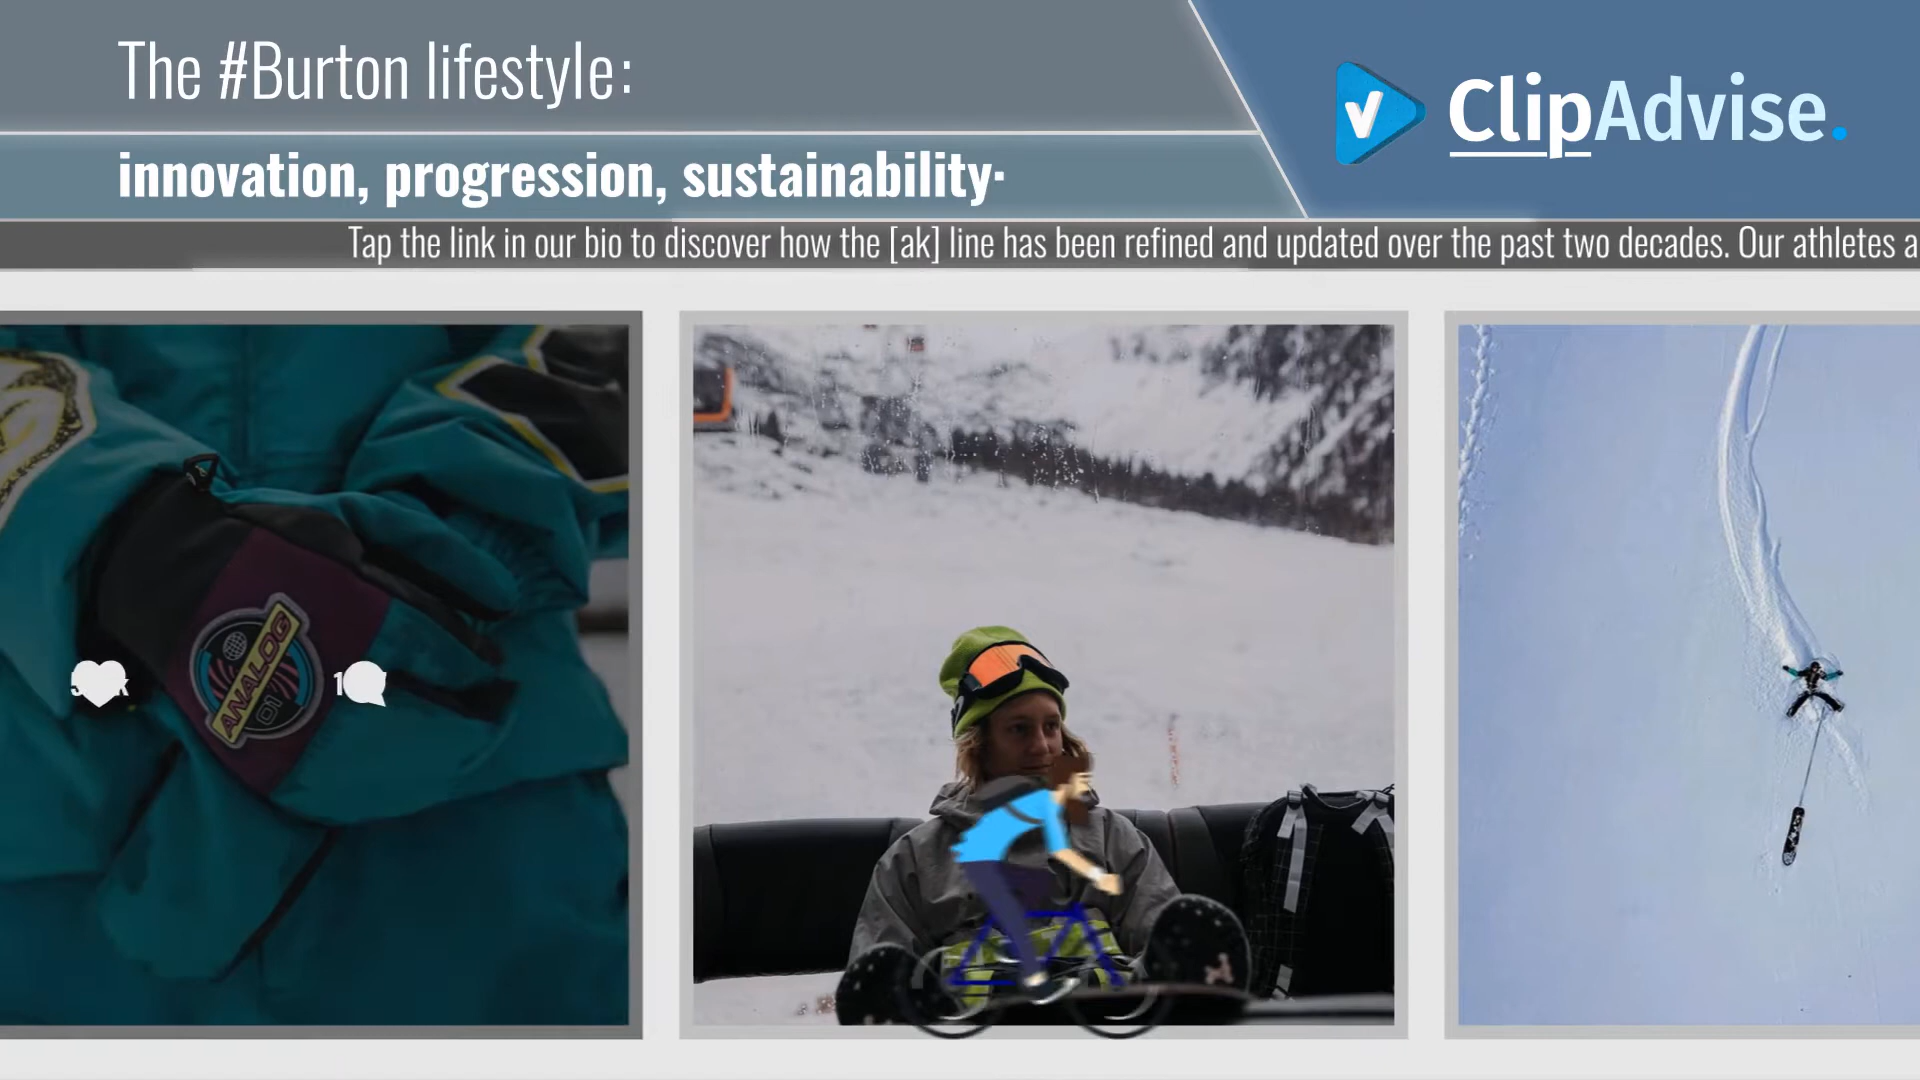 The #Burton lifestyle:
ClipAdvise.
innovation, progression, sustainability·
Tap the link in our bio to discover how the [ak] line has been refined and updated over the past two decades. Our athletes a
ANALOG
01